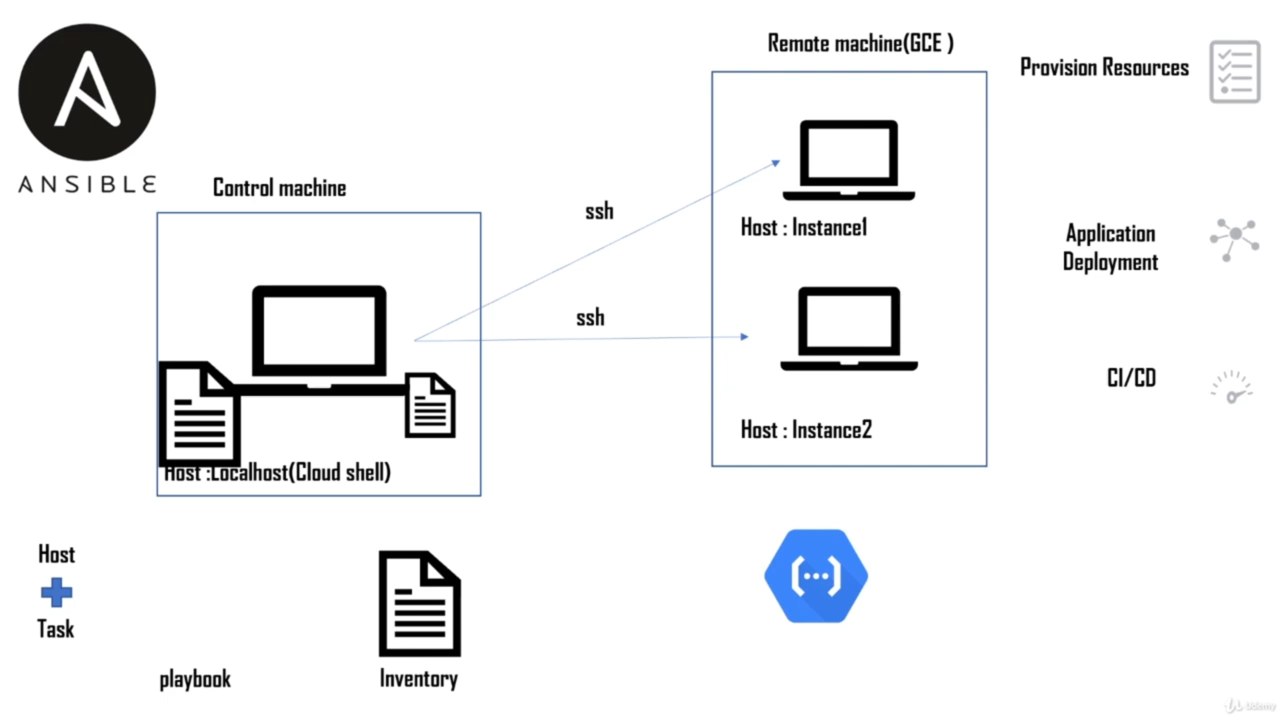 ANSIBLE
Control machine
Host :Localhost(Cloud shell)
ssh
ssh
Remote machine(GCE )
Host : Instance1
Host : Instance2
Provision Resources
Application
Deployment
CI/CD
Host
Task
playbook
Inventory
Udemy